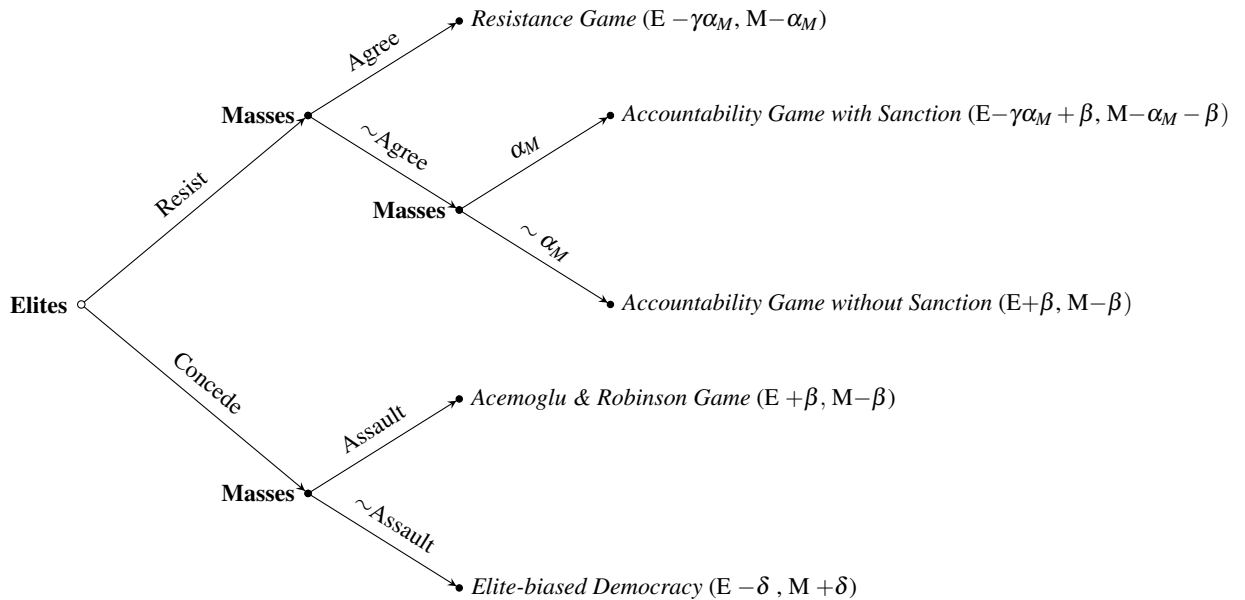 Resistance Game (E −γα_M, M−α_M)
Agree
Masses
Accountability Game with Sanction (E−γα_M + β, M−α_M − β)
∼Agree
α_M
Resist
Masses
∼ α_M
Elites
Accountability Game without Sanction (E+β, M−β)
Concede
Acemoglu & Robinson Game (E +β, M−β)
Assault
Masses
∼Assault
Elite-biased Democracy (E −δ , M +δ)